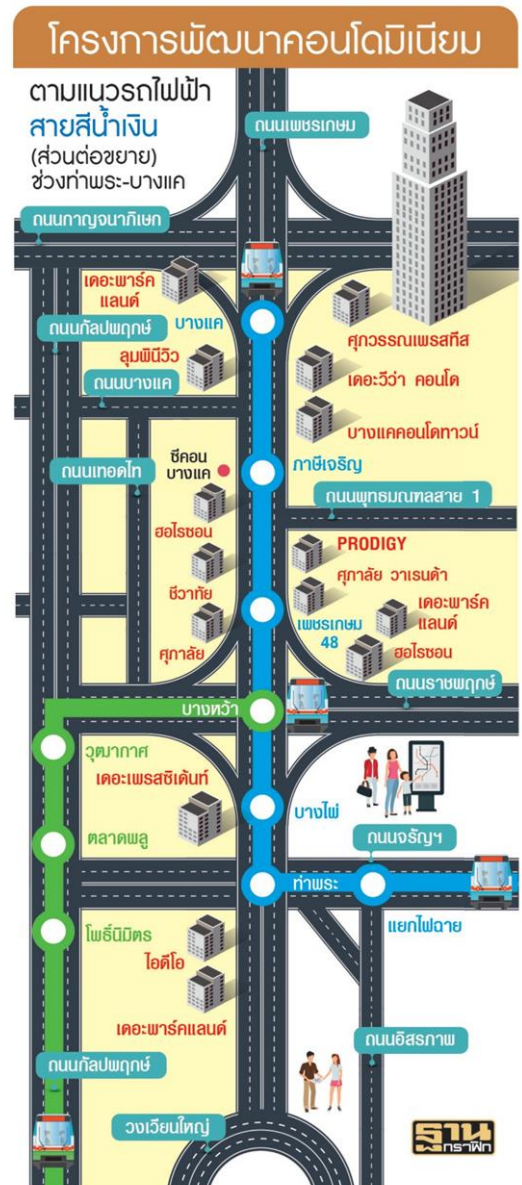 โครงการพัฒนาคอนโดมิเนียม
ตามแนวรถไฟฟ้า
สายสีน้ำเงิน
(ส่วนต่อขยาย)
ช่วงท่าพระ-บางแค
ถนนเพชรเกษม
ถนนกาญจนาภิเษก
เดอะพาร์ค
แลนด์
ถนนกัลปพฤกษ์
บางแค
ลุมพินีวิว
ถนนบางแค
ศุภวรรณเพรสทีส
เดอะวีว่า คอนโด
บางแคคอนโดทาวน์
ซีคอน
บางแค
ภาษีเจริญ
ถนนเทอดไท
ถนนพุทธมณฑลสาย 1
ฮอไรซอน
ชีวาทัย
ศุภาลัย
PRODIGY
ศุภาลัย วาเรนด้า
เพชรเกษม
48
เดอะพาร์ค
แลนด์
ฮอไรซอน
ถนนราชพฤกษ์
บางหว้า
วุฒากาศ
เดอะเพรสซิเด้นท์
บางไผ่
ตลาดพลู
ถนนจรัญฯ
ท่าพระ
แยกไฟฉาย
โพธิ์นิมิตร
ไอดีโอ
เดอะพาร์คแลนด์
ถนนอิสรภาพ
ถนนกัลปพฤกษ์
วงเวียนใหญ่
ฐาน
กราฟิก